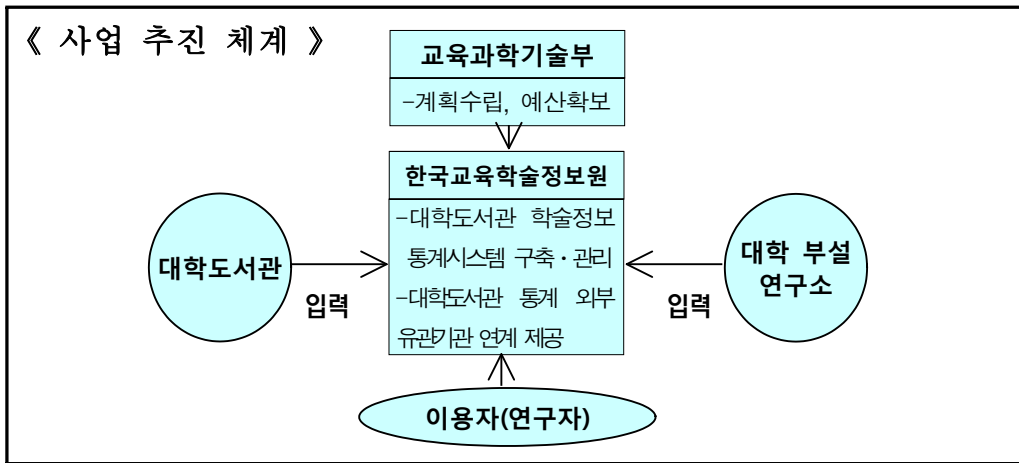 《 사업 추진 체계 》
교육과학기술부
-계획수립, 예산확보
한국교육학술정보원
-대학도서관 학술정보
통계시스템 구축·관리
-대학도서관 통계 외부
유관기관 연계 제공
대학도서관
입력
대학 부설
연구소
입력
이용자(연구자)